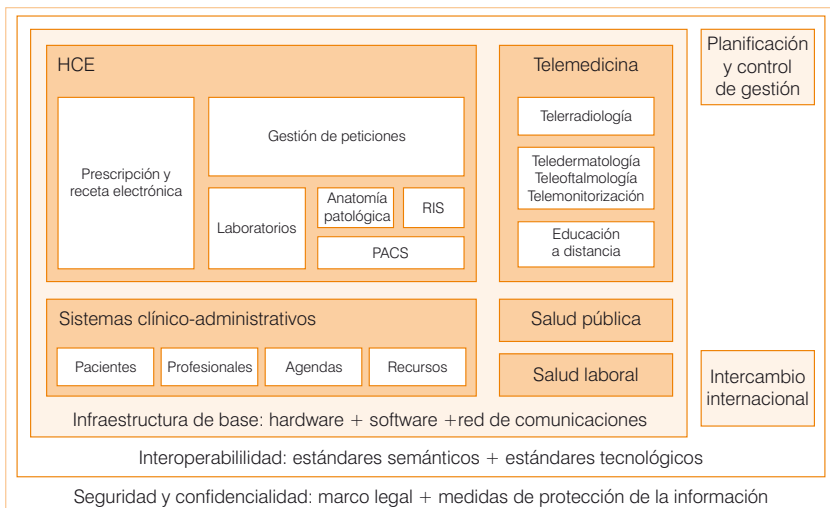 HCE
Prescripción y
receta electrónica
Gestión de peticiones
Laboratorios
Anatomía
patológica
RIS
PACS
Telemedicina
Telerradiología
Teledermatología
Teleoftalmología
Telemonitorización
Educación
a distancia
Planificación
y control
de gestión
Sistemas clínico-administrativos
Pacientes
Profesionales
Agendas
Recursos
Salud pública
Salud laboral
Intercambio
internacional
Infraestructura de base: hardware + software +red de comunicaciones
Interoperabililidad: estándares semánticos + estándares tecnológicos
Seguridad y confidencialidad: marco legal + medidas de protección de la información